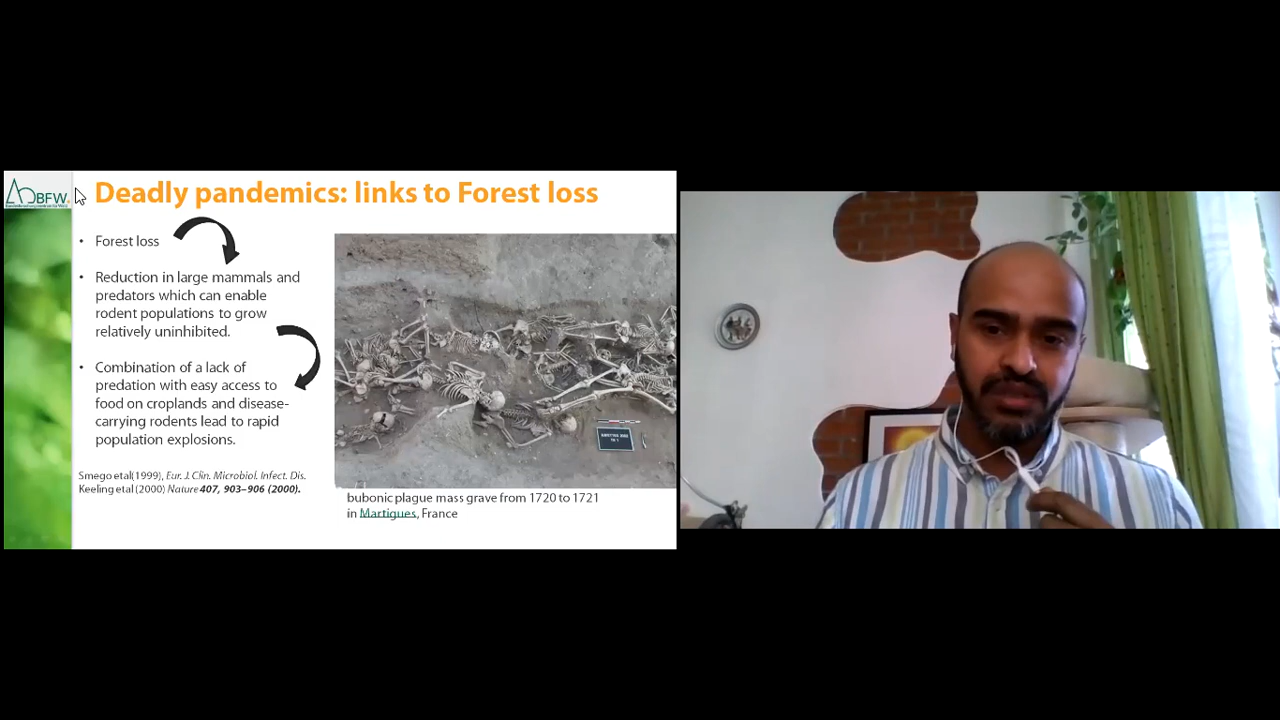 BFW
Deadly pandemics: links to Forest loss
• Forest loss
• Reduction in large mammals and
predators which can enable
rodent populations to grow
relatively uninhibited.
• Combination of a lack of
predation with easy access to
food on croplands and disease-
carrying rodents lead to rapid
population explosions.
Smego etal(1999), Eur. J. Clin. Microbiol. Infect. Dis.
Keeling etal (2000) Nature 407, 903–906 (2000).
bubonic plague mass grave from 1720 to 1721
in Martigues, France